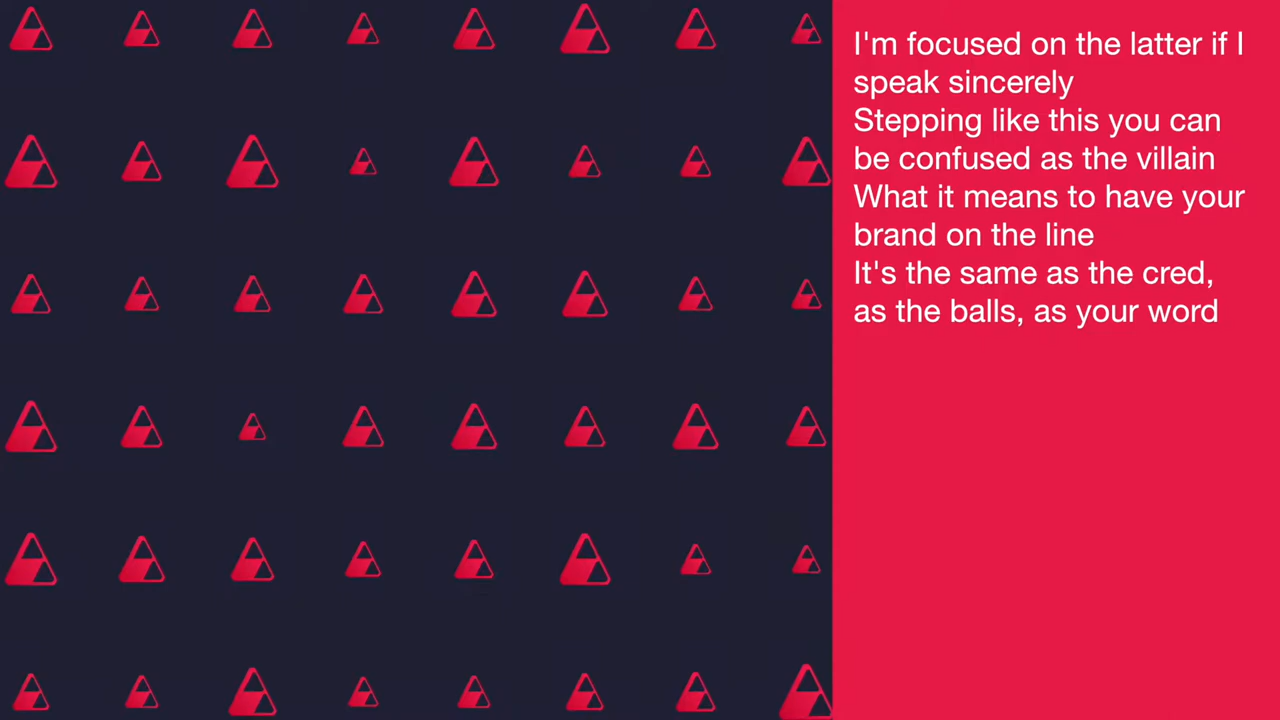 I'm focused on the latter if I
speak sincerely
Stepping like this you can
be confused as the villain
What it means to have your
brand on the line
It's the same as the cred,
as the balls, as your word